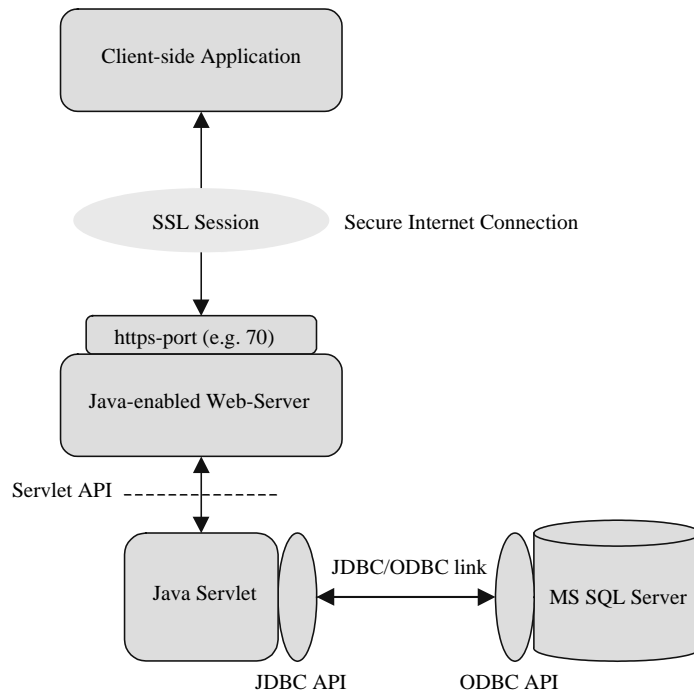 Client-side Application
SSL Session
Secure Internet Connection
https-port (e.g. 70)
Java-enabled Web-Server
Servlet API
JDBC/ODBC link
Java Servlet
MS SQL Server
JDBC API
ODBC API